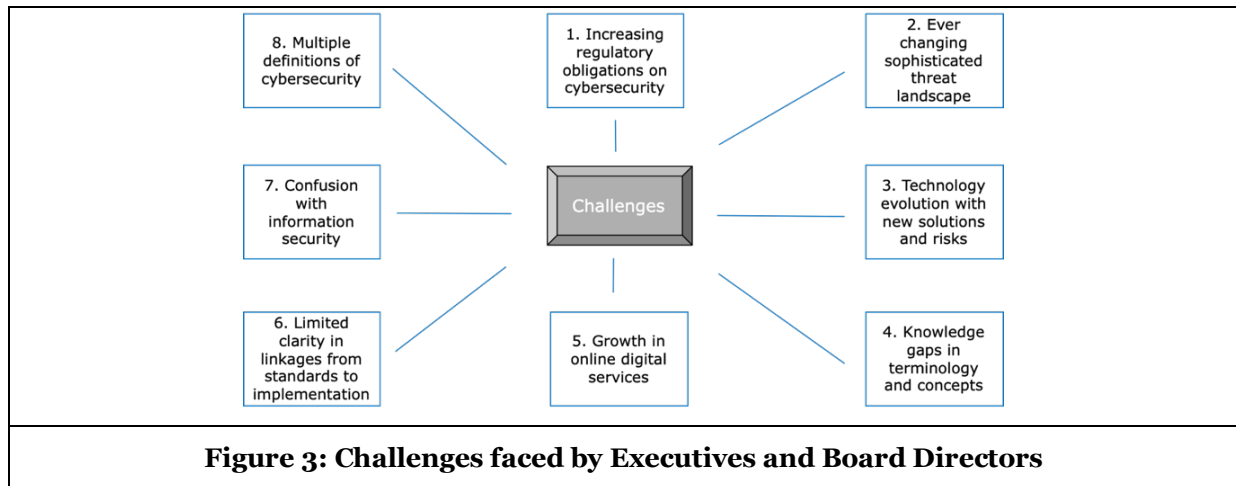 8. Multiple
definitions of
cybersecurity
1. Increasing
regulatory
obligations on
cybersecurity
2. Ever
changing
sophisticated
threat
landscape
7. Confusion
with
information
security
Challenges
3. Technology
evolution with
new solutions
and risks
6. Limited
clarity in
linkages from
standards to
implementation
5. Growth in
online digital
services
4. Knowledge
gaps in
terminology
and concepts
Figure 3: Challenges faced by Executives and Board Directors